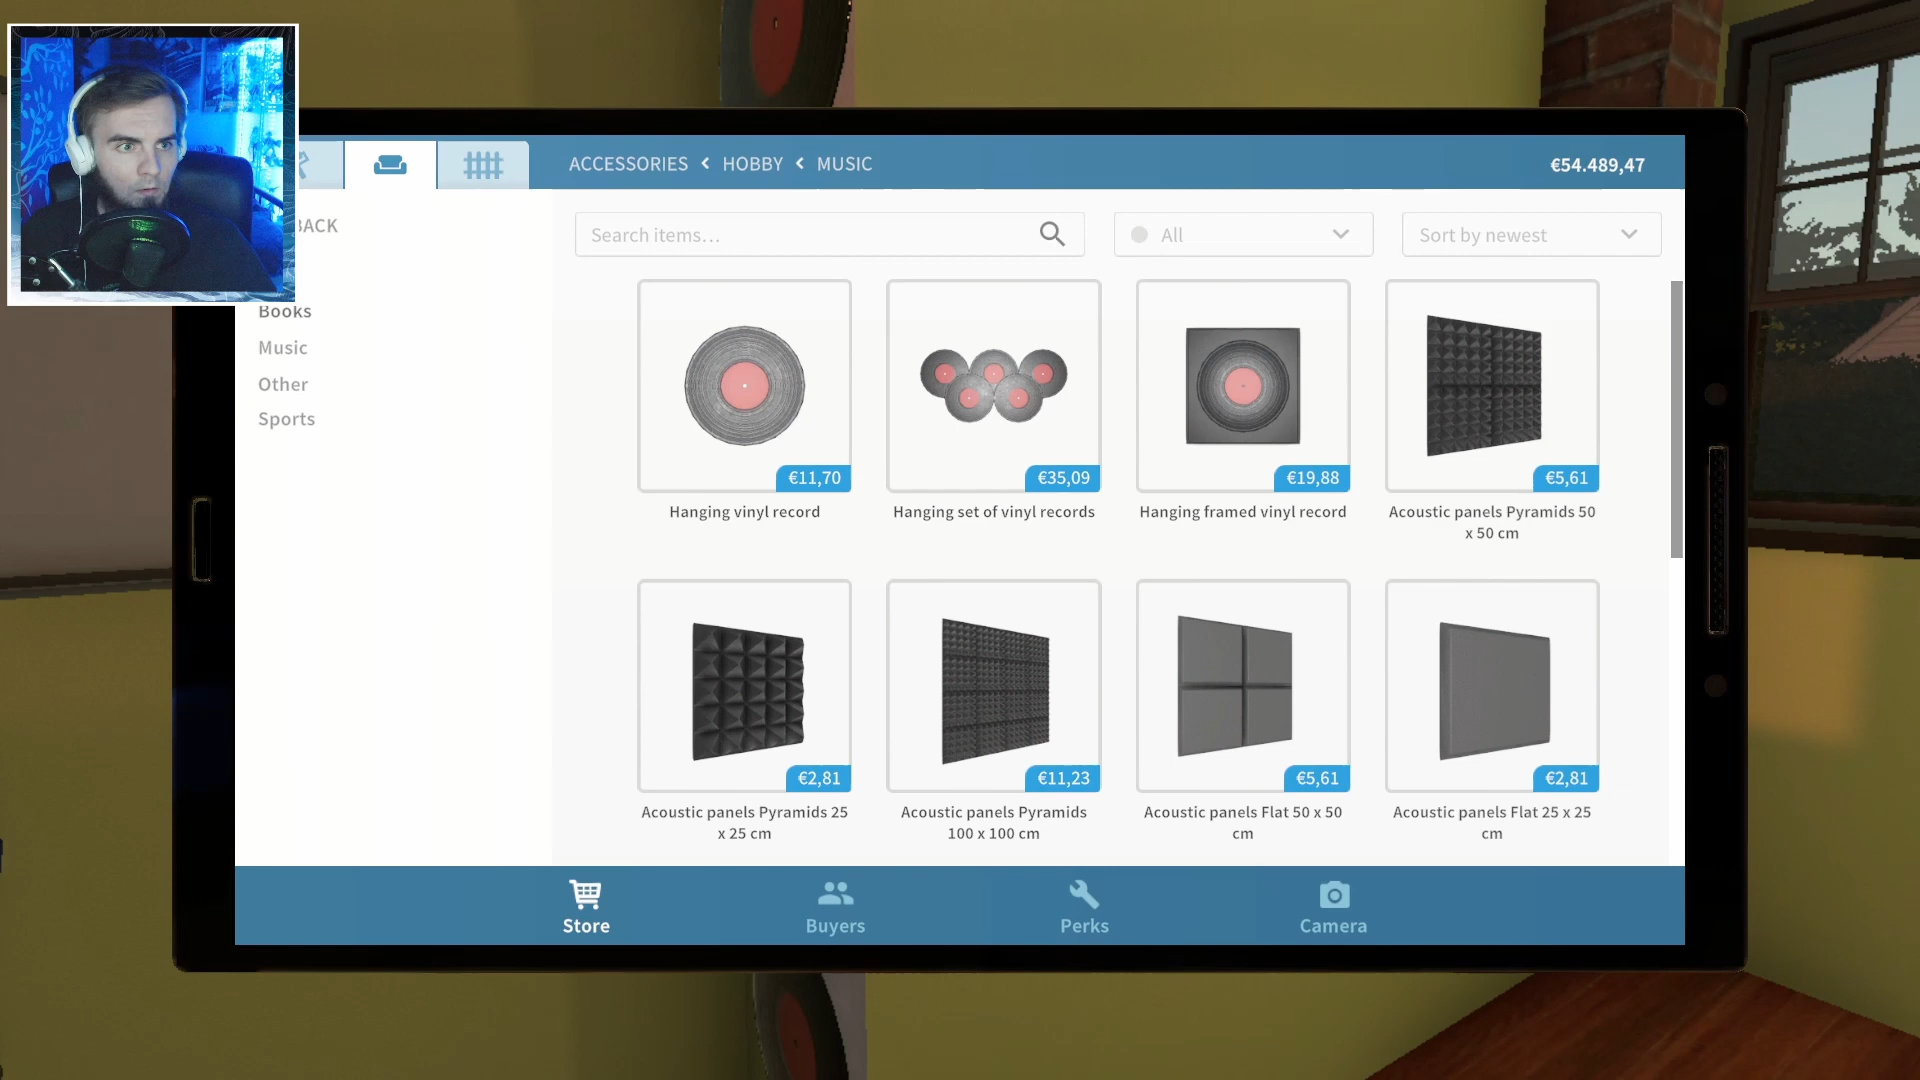 ACCESSORIES < HOBBY < MUSIC
€54.489,47
BACK
Search items...
All
Sort by newest
Books
Music
Other
Sports
€11,70
€35,09
€19,88
€5,61
Hanging vinyl record
Hanging set of vinyl records
Hanging framed vinyl record
Acoustic panels Pyramids 50
x 50 cm
€2,81
€11,23
€5,61
€2,81
Acoustic panels Pyramids 25
x 25 cm
Acoustic panels Pyramids
100 x 100 cm
Acoustic panels Flat 50 x 50
cm
Acoustic panels Flat 25 x 25
cm
Store
Buyers
Perks
Camera